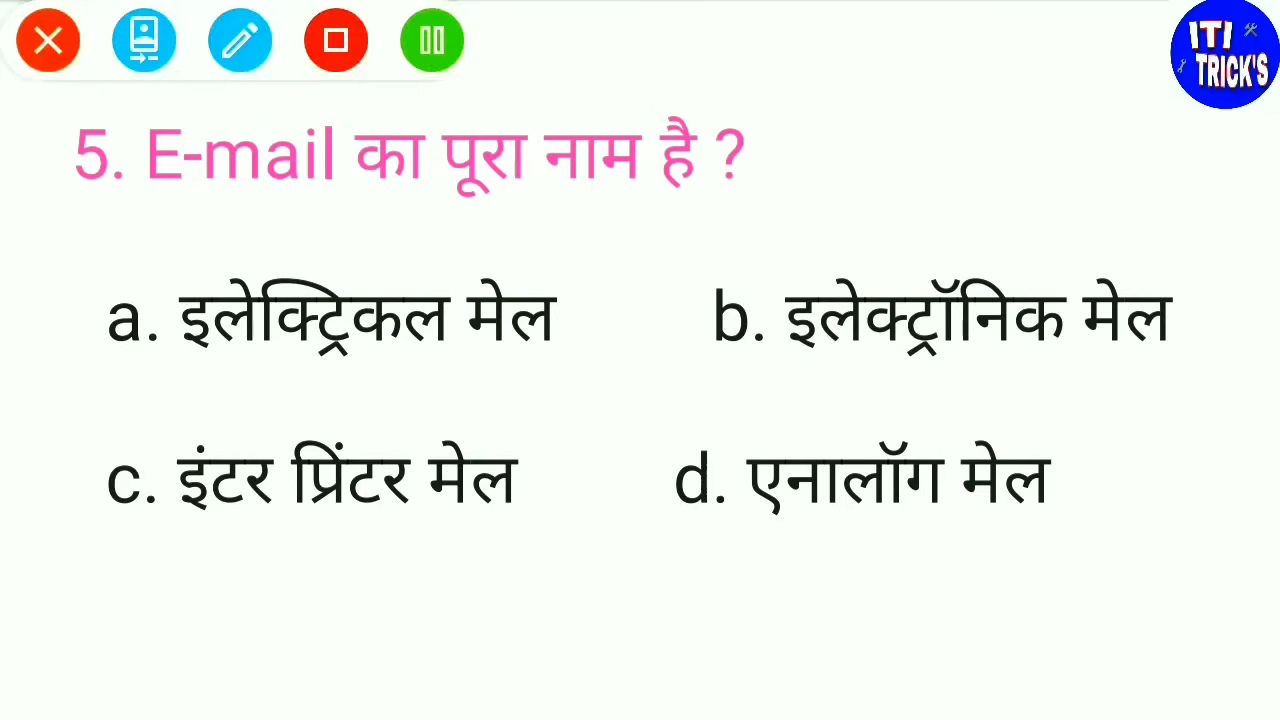 ITI
TRICK'S
5. E-mail का पूरा नाम है ?
a. इलेक्ट्रिकल मेल b. इलेक्ट्रॉनिक मेल
c. इंटर प्रिंटर मेल d. एनालॉग मेल